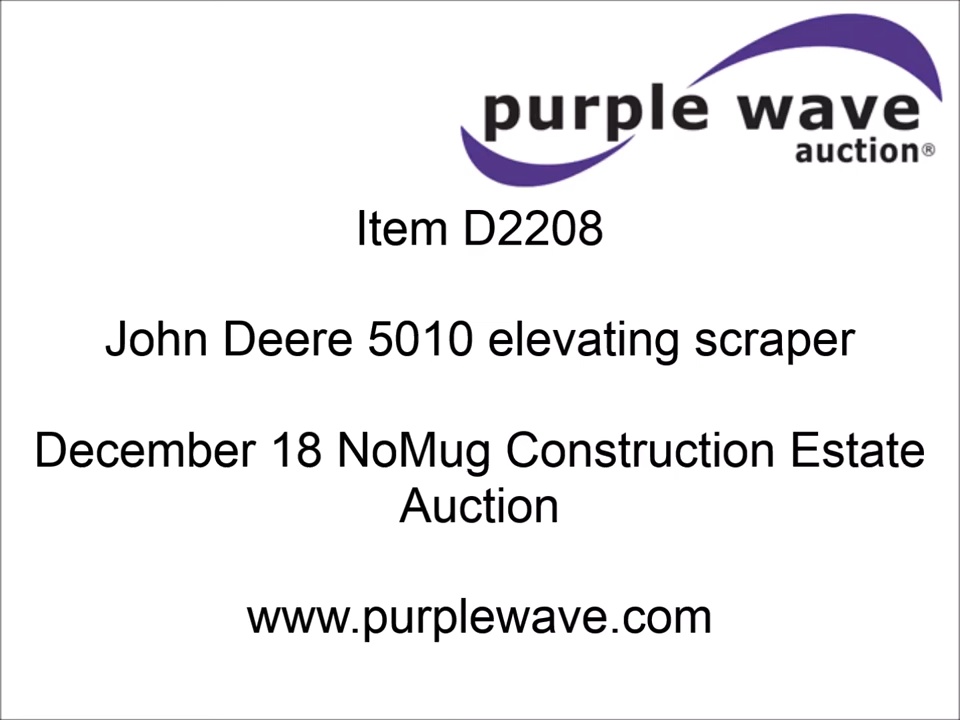 purple wave
auction®
Item D2208
John Deere 5010 elevating scraper
December 18 NoMug Construction Estate
Auction
www.purplewave.com